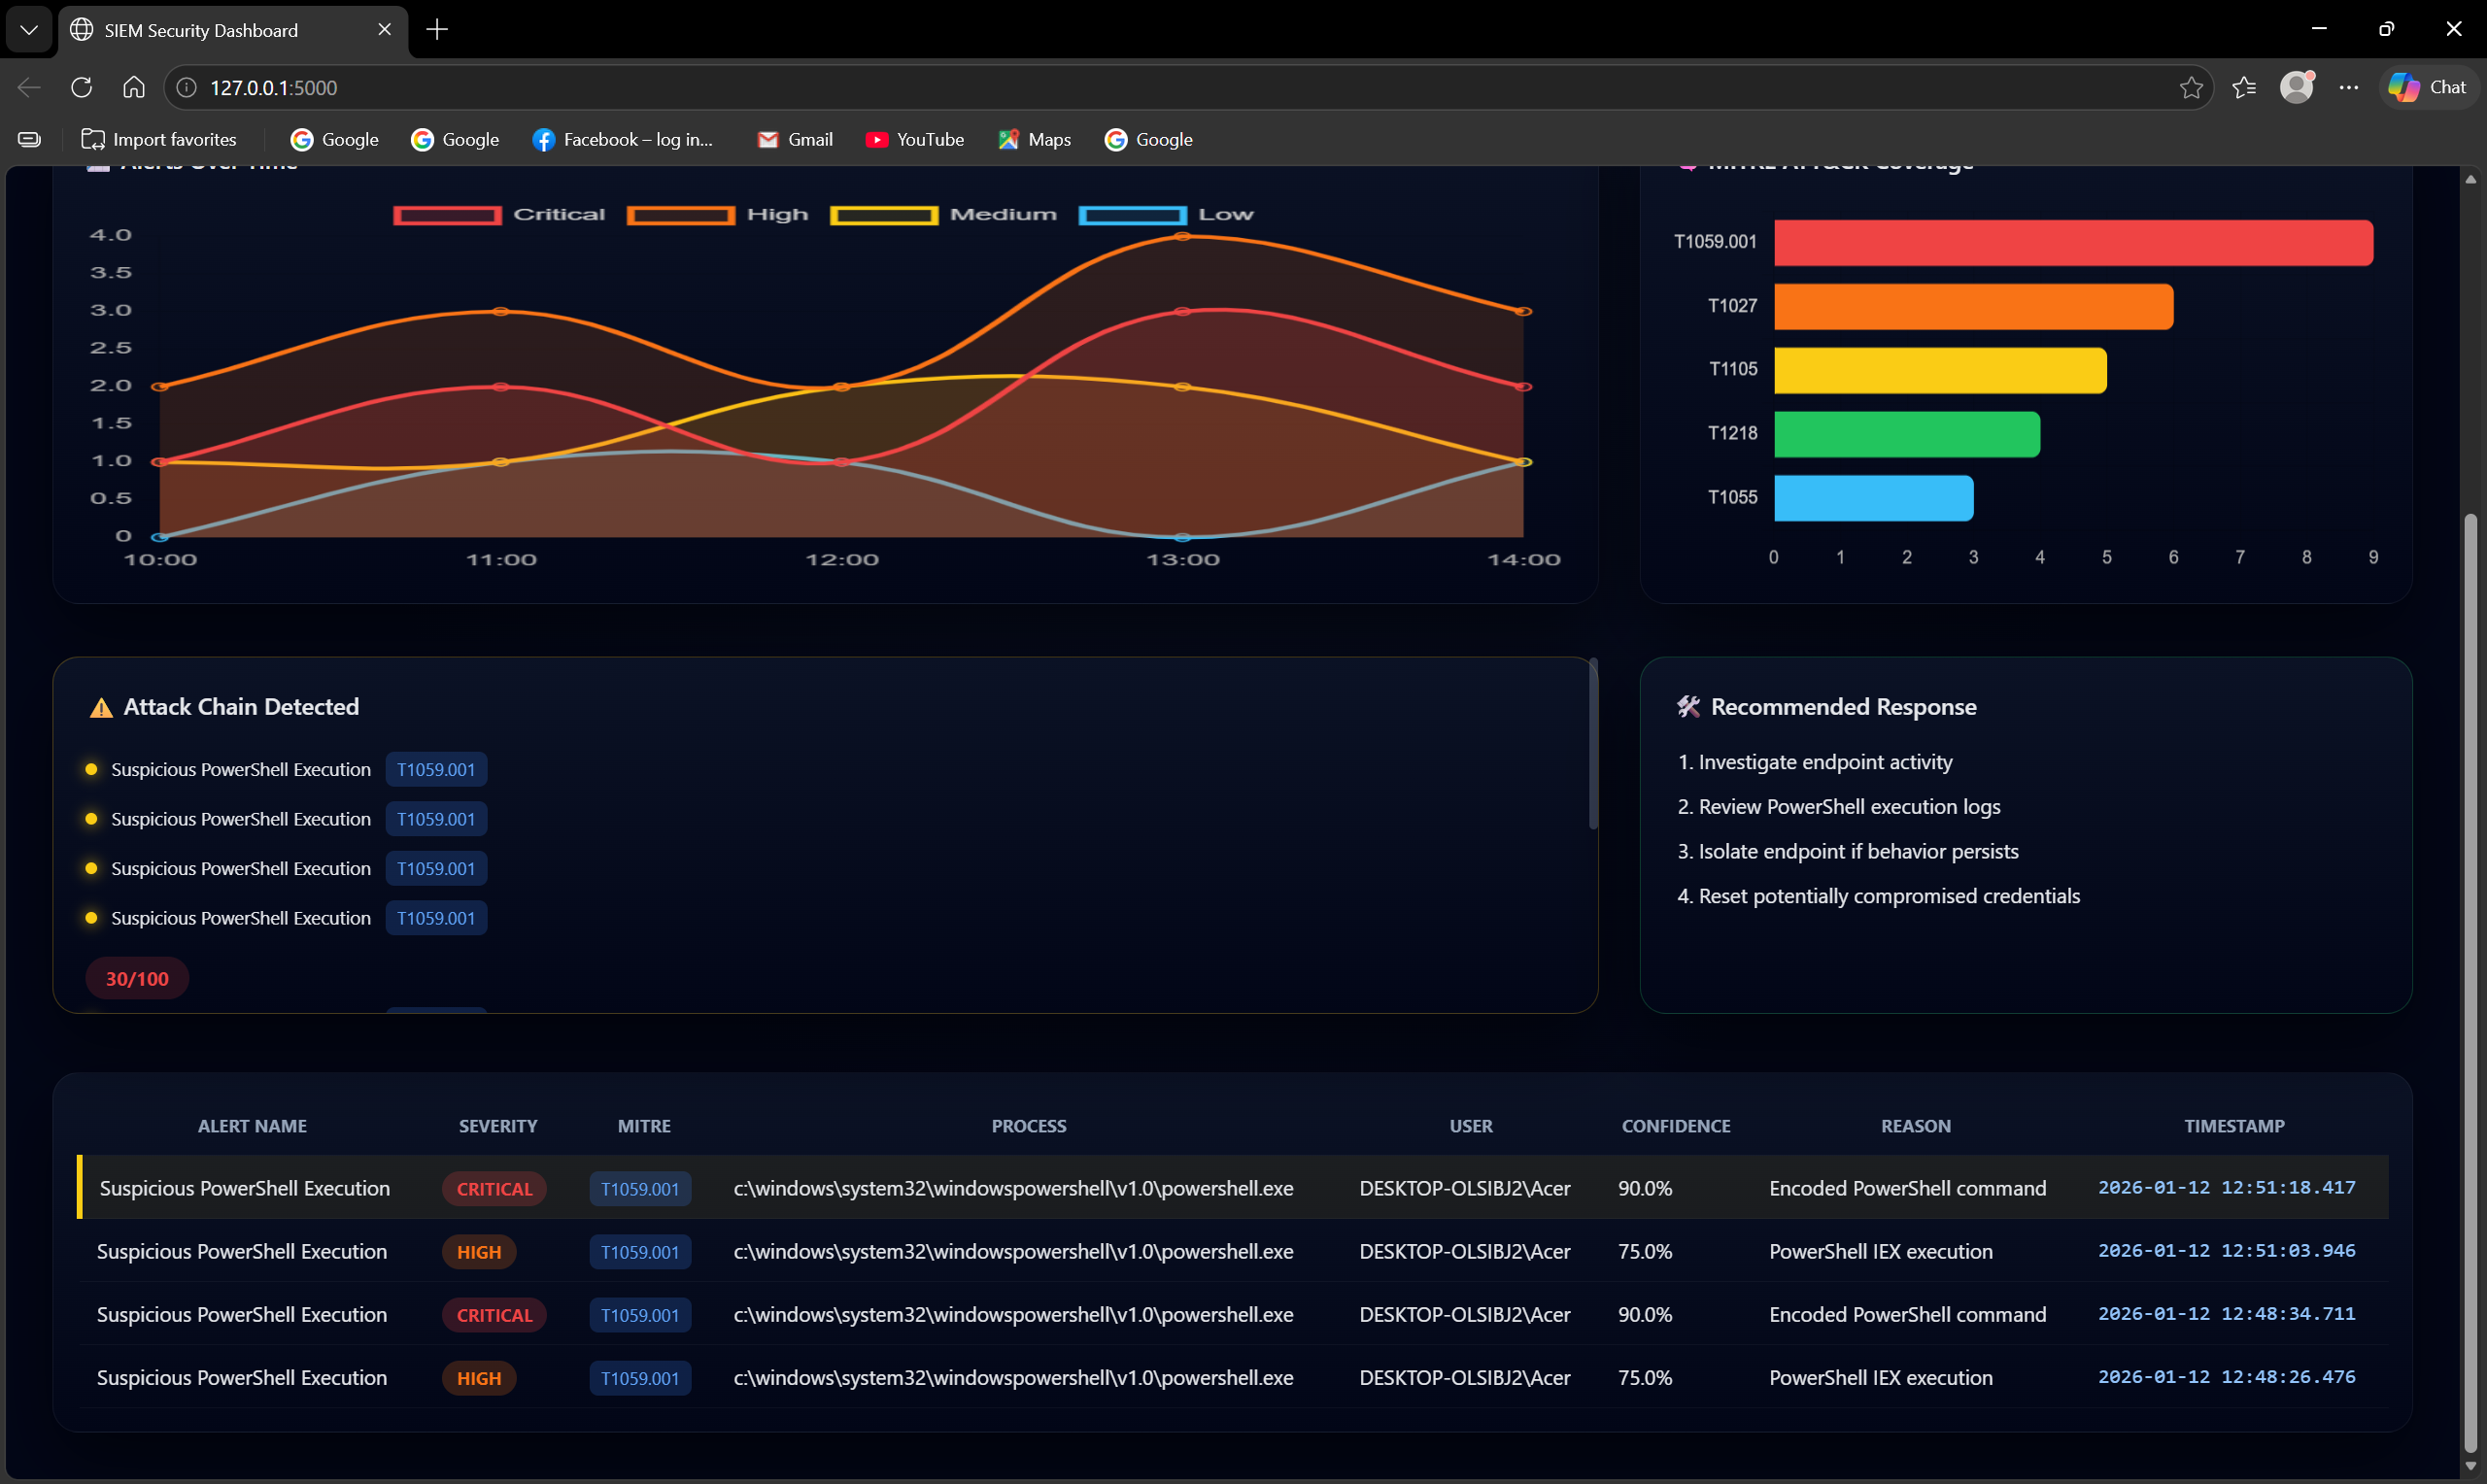 SIEM Security Dashboard
127.0.0.1:5000
Chat
Import favorites
Google
Google
Facebook – log in...
Gmail
YouTube
Maps
Google
Alerts Over Time
Critical
High
Medium
Low
4.0
3.5
3.0
2.5
2.0
1.5
1.0
0.5
0
10:00
11:00
12:00
13:00
14:00
MITRE ATT&CK Coverage
T1059.001
T1027
T1105
T1218
T1055
0 1 2 3 4 5 6 7 8 9
Attack Chain Detected
Suspicious PowerShell Execution T1059.001
Suspicious PowerShell Execution T1059.001
Suspicious PowerShell Execution T1059.001
Suspicious PowerShell Execution T1059.001
30/100
Recommended Response
1. Investigate endpoint activity
2. Review PowerShell execution logs
3. Isolate endpoint if behavior persists
4. Reset potentially compromised credentials
ALERT NAME SEVERITY MITRE PROCESS USER CONFIDENCE REASON TIMESTAMP
Suspicious PowerShell Execution CRITICAL T1059.001 c:\windows\system32\windowspowershell\v1.0\powershell.exe DESKTOP-OLSIBJ2\Acer 90.0% Encoded PowerShell command 2026-01-12 12:51:18.417
Suspicious PowerShell Execution HIGH T1059.001 c:\windows\system32\windowspowershell\v1.0\powershell.exe DESKTOP-OLSIBJ2\Acer 75.0% PowerShell IEX execution 2026-01-12 12:51:03.946
Suspicious PowerShell Execution CRITICAL T1059.001 c:\windows\system32\windowspowershell\v1.0\powershell.exe DESKTOP-OLSIBJ2\Acer 90.0% Encoded PowerShell command 2026-01-12 12:48:34.711
Suspicious PowerShell Execution HIGH T1059.001 c:\windows\system32\windowspowershell\v1.0\powershell.exe DESKTOP-OLSIBJ2\Acer 75.0% PowerShell IEX execution 2026-01-12 12:48:26.476